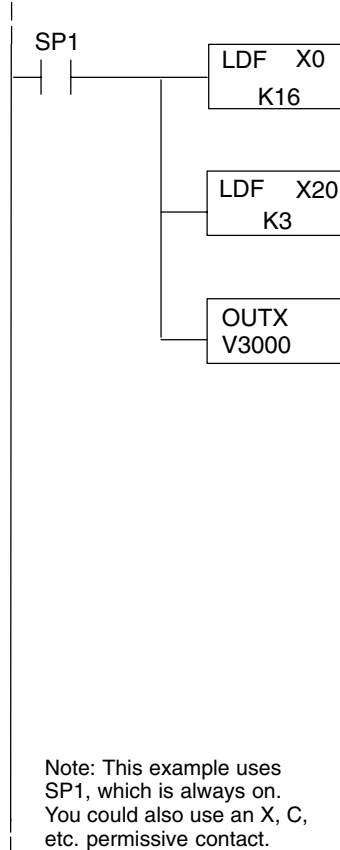 SP1
LDF X0
K16
LDF X20
K3
OUTX
V3000
Note: This example uses
SP1, which is always on.
You could also use an X, C,
etc. permissive contact.